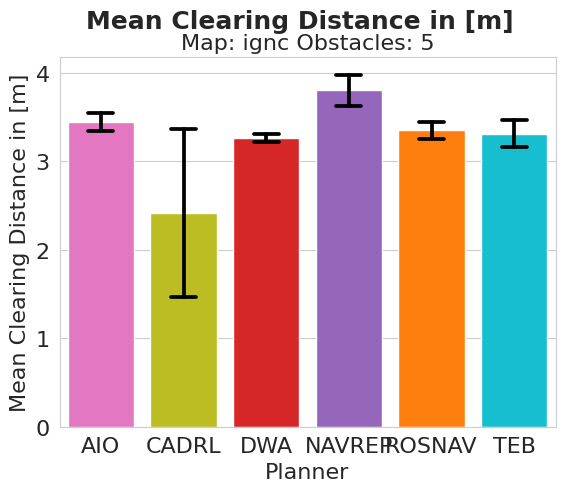 Mean Clearing Distance in [m]
Map: ignc Obstacles: 5
Mean Clearing Distance in [m]
4
3
2
1
0
AIO CADRL DWA NAVREP ROSNAV TEB
Planner